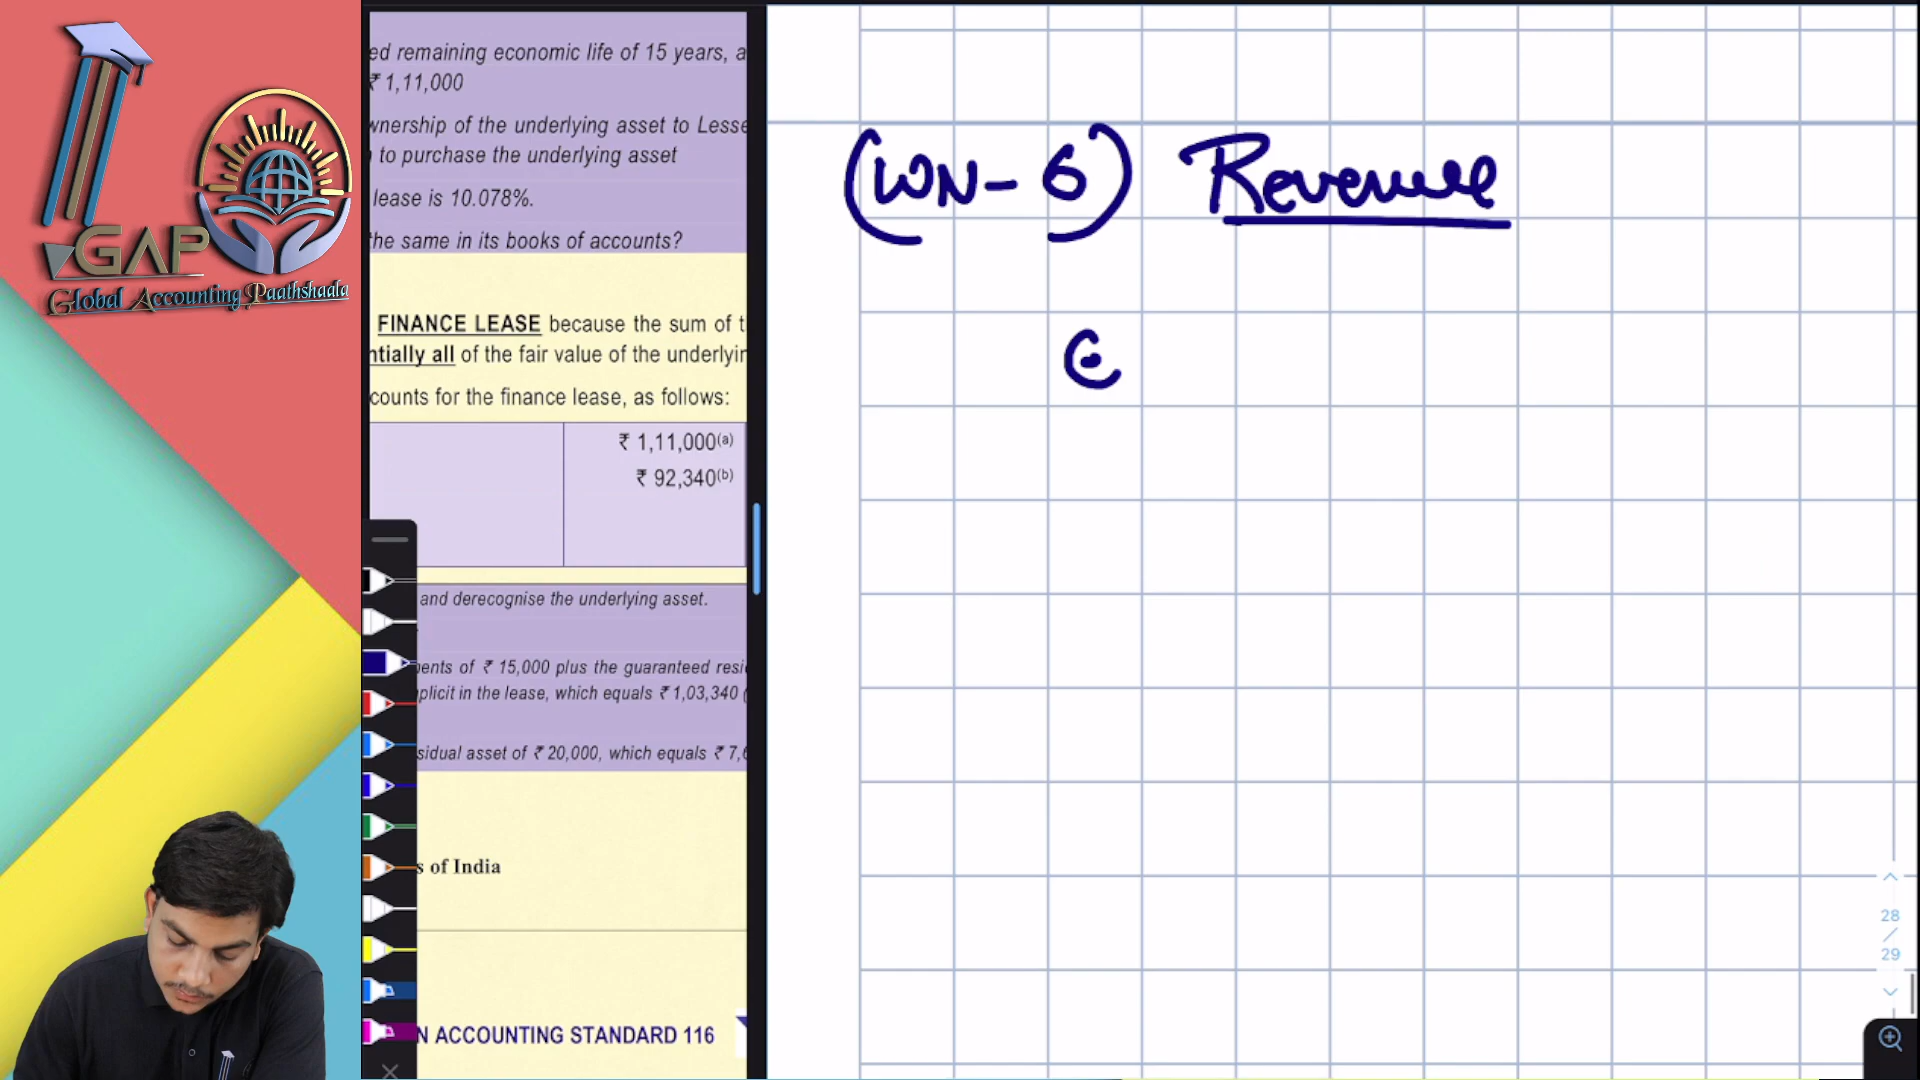 GAP
Global Accounting Paathshaala
ed remaining economic life of 15 years, a
₹ 1,11,000
wnership of the underlying asset to Lesse
to purchase the underlying asset
lease is 10.078%.
the same in its books of accounts?
FINANCE LEASE because the sum of t
ntially all of the fair value of the underlyin
counts for the finance lease, as follows:
₹ 1,11,000(a)
₹ 92,340(b)
and derecognise the underlying asset.
ents of ₹ 15,000 plus the guaranteed resi
plicit in the lease, which equals ₹ 1,03,340 (
sidual asset of ₹ 20,000, which equals ₹ 7,6
s of India
N ACCOUNTING STANDARD 116
(WN-6) Revenue
28
/
29